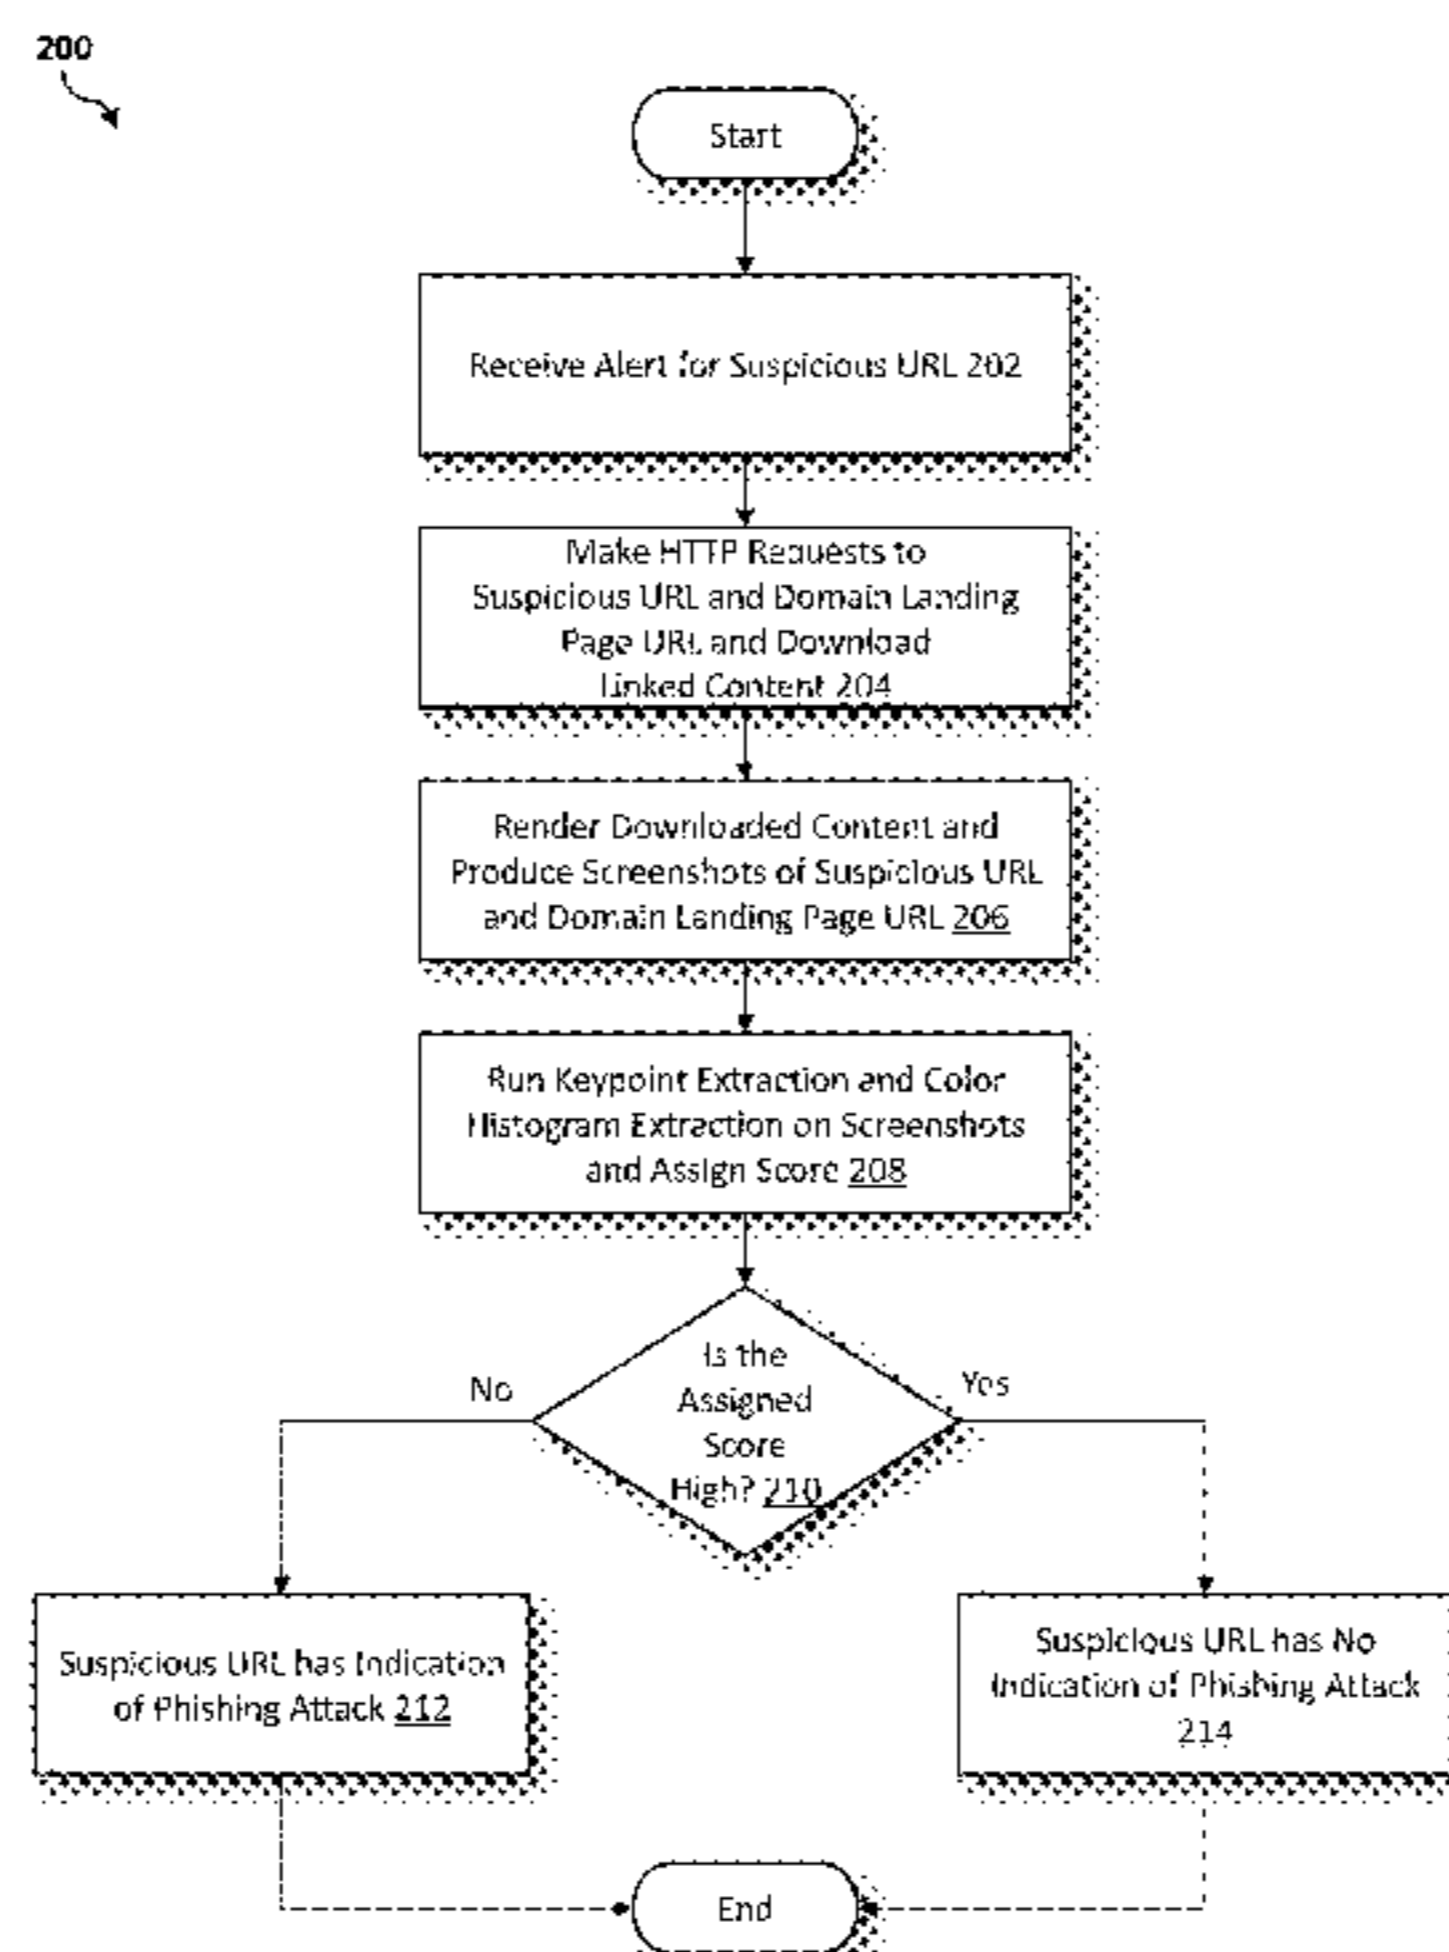 200
Start
Receive Alert for Suspicious URL 202
Make HTTP Requests to
Suspicious URL and Domain Landing
Page URL and Download
Linked Content 204
Render Downloaded Content and
Produce Screenshots of Suspicious URL
and Domain Landing Page URL 206
Run Keypoint Extraction and Color
Histogram Extraction on Screenshots
and Assign Score 208
Is the
Assigned
Score
High? 210
No
Yes
Suspicious URL has Indication
of Phishing Attack 212
Suspicious URL has No
Indication of Phishing Attack
214
End